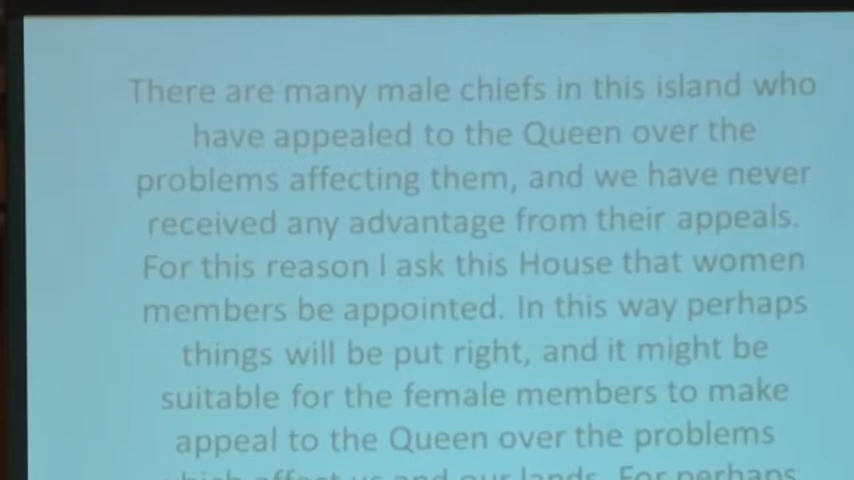 There are many male chiefs in this island who
have appealed to the Queen over the
problems affecting them, and we have never
received any advantage from their appeals.
For this reason I ask this House that women
members be appointed. In this way perhaps
things will be put right, and it might be
suitable for the female members to make
appeal to the Queen over the problems
which affect us and our lands. For perhaps